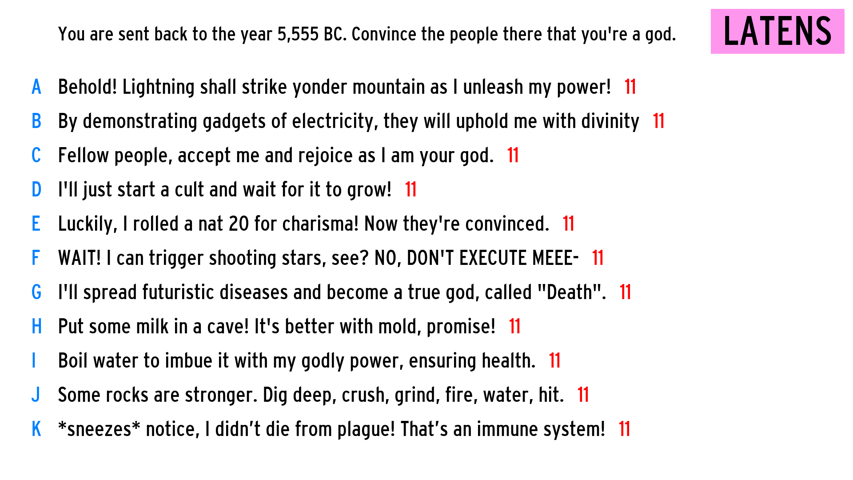 You are sent back to the year 5,555 BC. Convince the people there that you're a god.
LATENS
A Behold! Lightning shall strike yonder mountain as I unleash my power! 11
B By demonstrating gadgets of electricity, they will uphold me with divinity 11
C Fellow people, accept me and rejoice as I am your god. 11
D I'll just start a cult and wait for it to grow! 11
E Luckily, I rolled a nat 20 for charisma! Now they're convinced. 11
F WAIT! I can trigger shooting stars, see? NO, DON'T EXECUTE MEEE- 11
G I'll spread futuristic diseases and become a true god, called "Death". 11
H Put some milk in a cave! It's better with mold, promise! 11
I Boil water to imbue it with my godly power, ensuring health. 11
J Some rocks are stronger. Dig deep, crush, grind, fire, water, hit. 11
K *sneezes* notice, I didn’t die from plague! That’s an immune system! 11